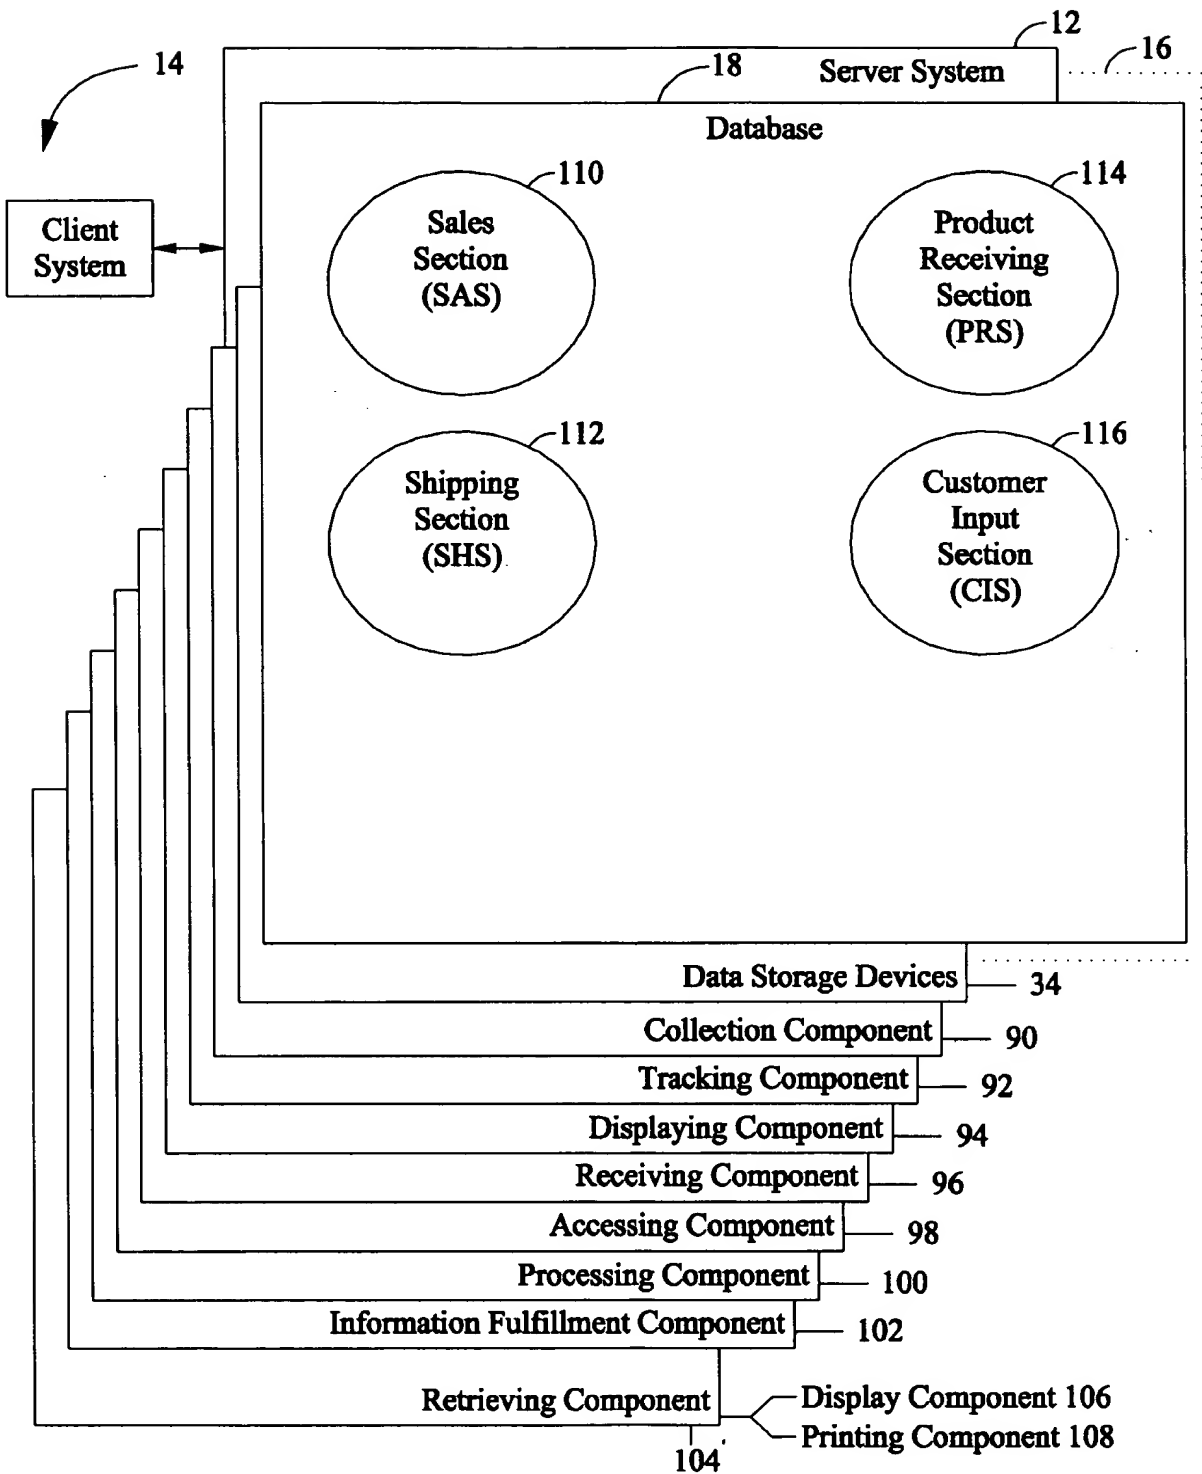 12
16
14
18
Server System
Database
110
114
Client
System
Sales
Section
(SAS)
Product
Receiving
Section
(PRS)
112
116
Shipping
Section
(SHS)
Customer
Input
Section
(CIS)
Data Storage Devices
34
Collection Component
90
Tracking Component
92
Displaying Component
94
Receiving Component
96
Accessing Component
98
Processing Component
100
Information Fulfillment Component
102
Retrieving Component
104
Display Component 106
Printing Component 108